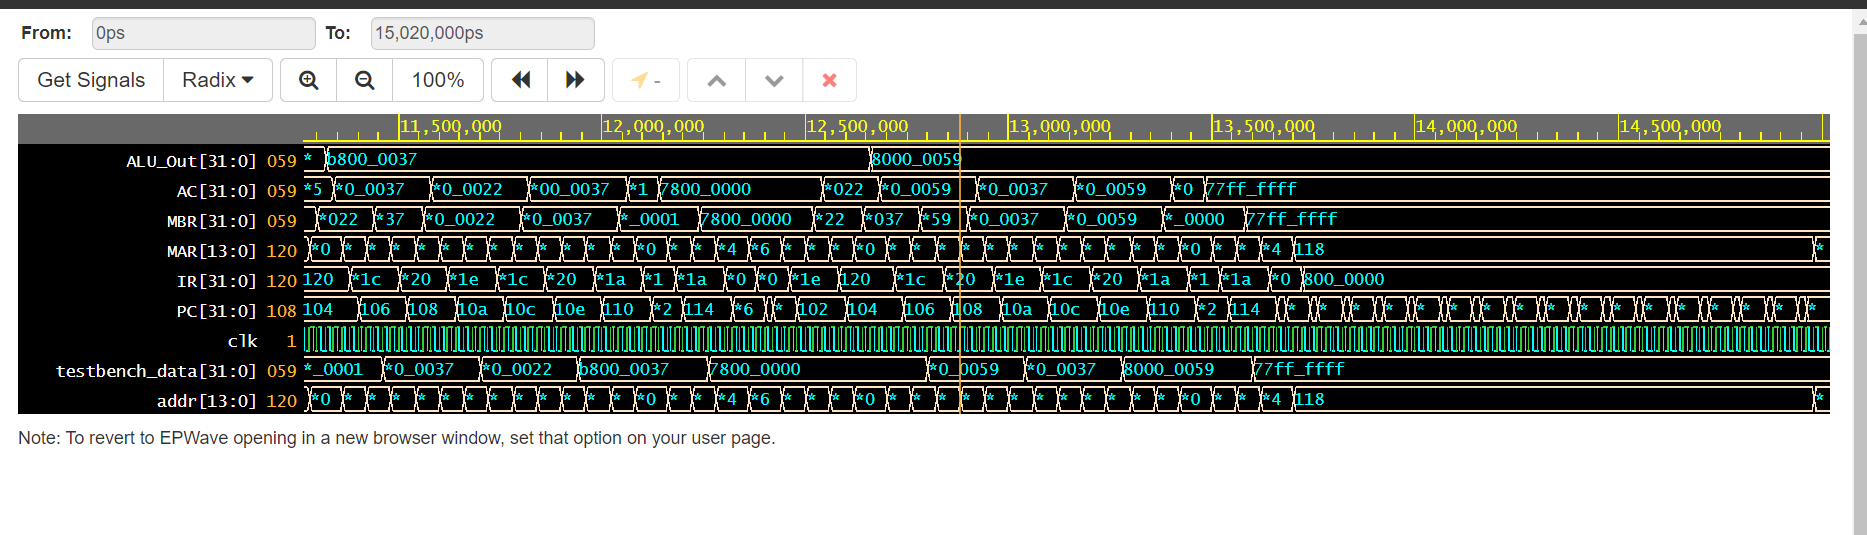 From: 0ps To: 15,020,000ps
Get Signals Radix 100% -
11,500,000 12,000,000 12,500,000 13,000,000 13,500,000 14,000,000 14,500,000
ALU_Out[31:0] 059 * b800_0037 8000_0059
AC[31:0] 059 *5 *0_0037 *0_0022 *00_0037 *1 7800_0000 *022 *0_0059 *0_0037 *0_0059 *0 77ff_ffff
MBR[31:0] 059 *022 *37 *0_0022 *0_0037 *_0001 7800_0000 *22 *037 *59 *0_0037 *0_0059 *_0000 77ff_ffff
MAR[13:0] 120 *0 * * * * * * * * * * * * *0 * * *4 *6 * * * *0 * * * * * * * * * * * * *0 * * *4 118 *
IR[31:0] 120 120 *1c *20 *1e *1c *20 *1a *1 *1a *0 *0 *1e 120 *1c *20 *1e *1c *20 *1a *1 *1a *0 800_0000
PC[31:0] 108 104 106 108 10a 10c 10e 110 *2 114 *6 * * 102 104 106 108 10a 10c 10e 110 *2 114 * * * * * * * * * * * * * * * * * * * * * *
clk 1
testbench_data[31:0] 059 *_0001 *0_0037 *0_0022 b800_0037 7800_0000 *0_0059 *0_0037 8000_0059 77ff_ffff
addr[13:0] 120 *0 * * * * * * * * * * * * *0 * * *4 *6 * * * *0 * * * * * * * * * * * * *0 * * *4 118 *
Note: To revert to EPWave opening in a new browser window, set that option on your user page.